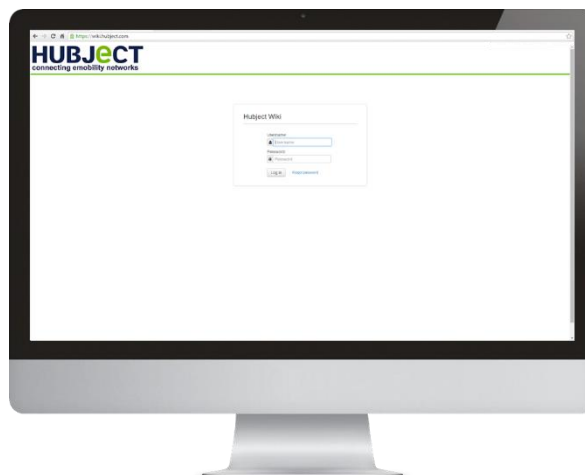 https://wiki.hubject.com
HUBJECT
connecting emobility networks
Hubject Wiki
Username
Username
Password
Password
Log in Forgot password